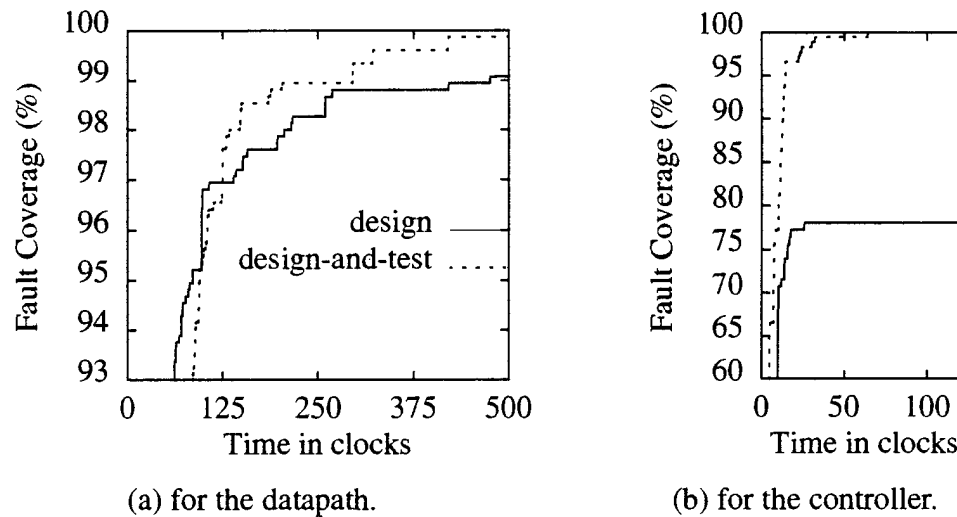 Fault Coverage (%)
100
99
98
97
96
95
94
93
design
design-and-test
0 125 250 375 500
Time in clocks
(a) for the datapath.
Fault Coverage (%)
100
95
90
85
80
75
70
65
60
0 50 100
Time in clocks
(b) for the controller.